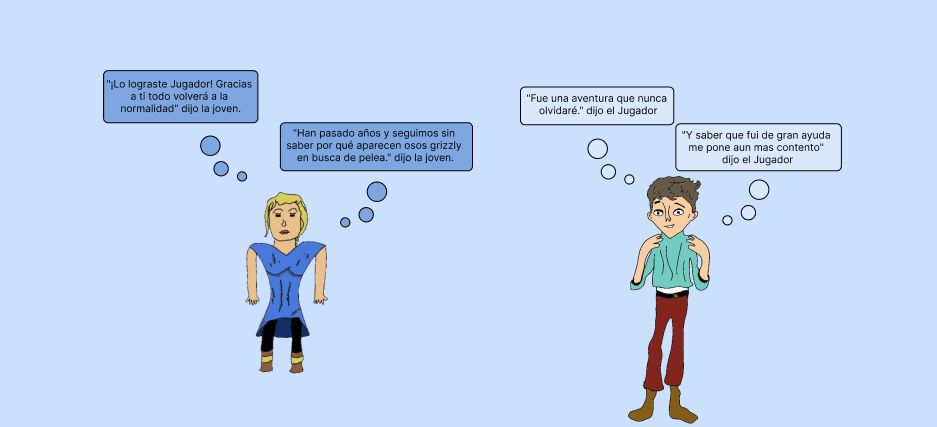 "¡Lo lograste Jugador! Gracias
a ti todo volverá a la
normalidad" dijo la joven.
"Han pasado años y seguimos sin
saber por qué aparecen osos grizzly
en busca de pelea." dijo la joven.
"Fue una aventura que nunca
olvidaré." dijo el Jugador
"Y saber que fui de gran ayuda
me pone aun mas contento"
dijo el Jugador